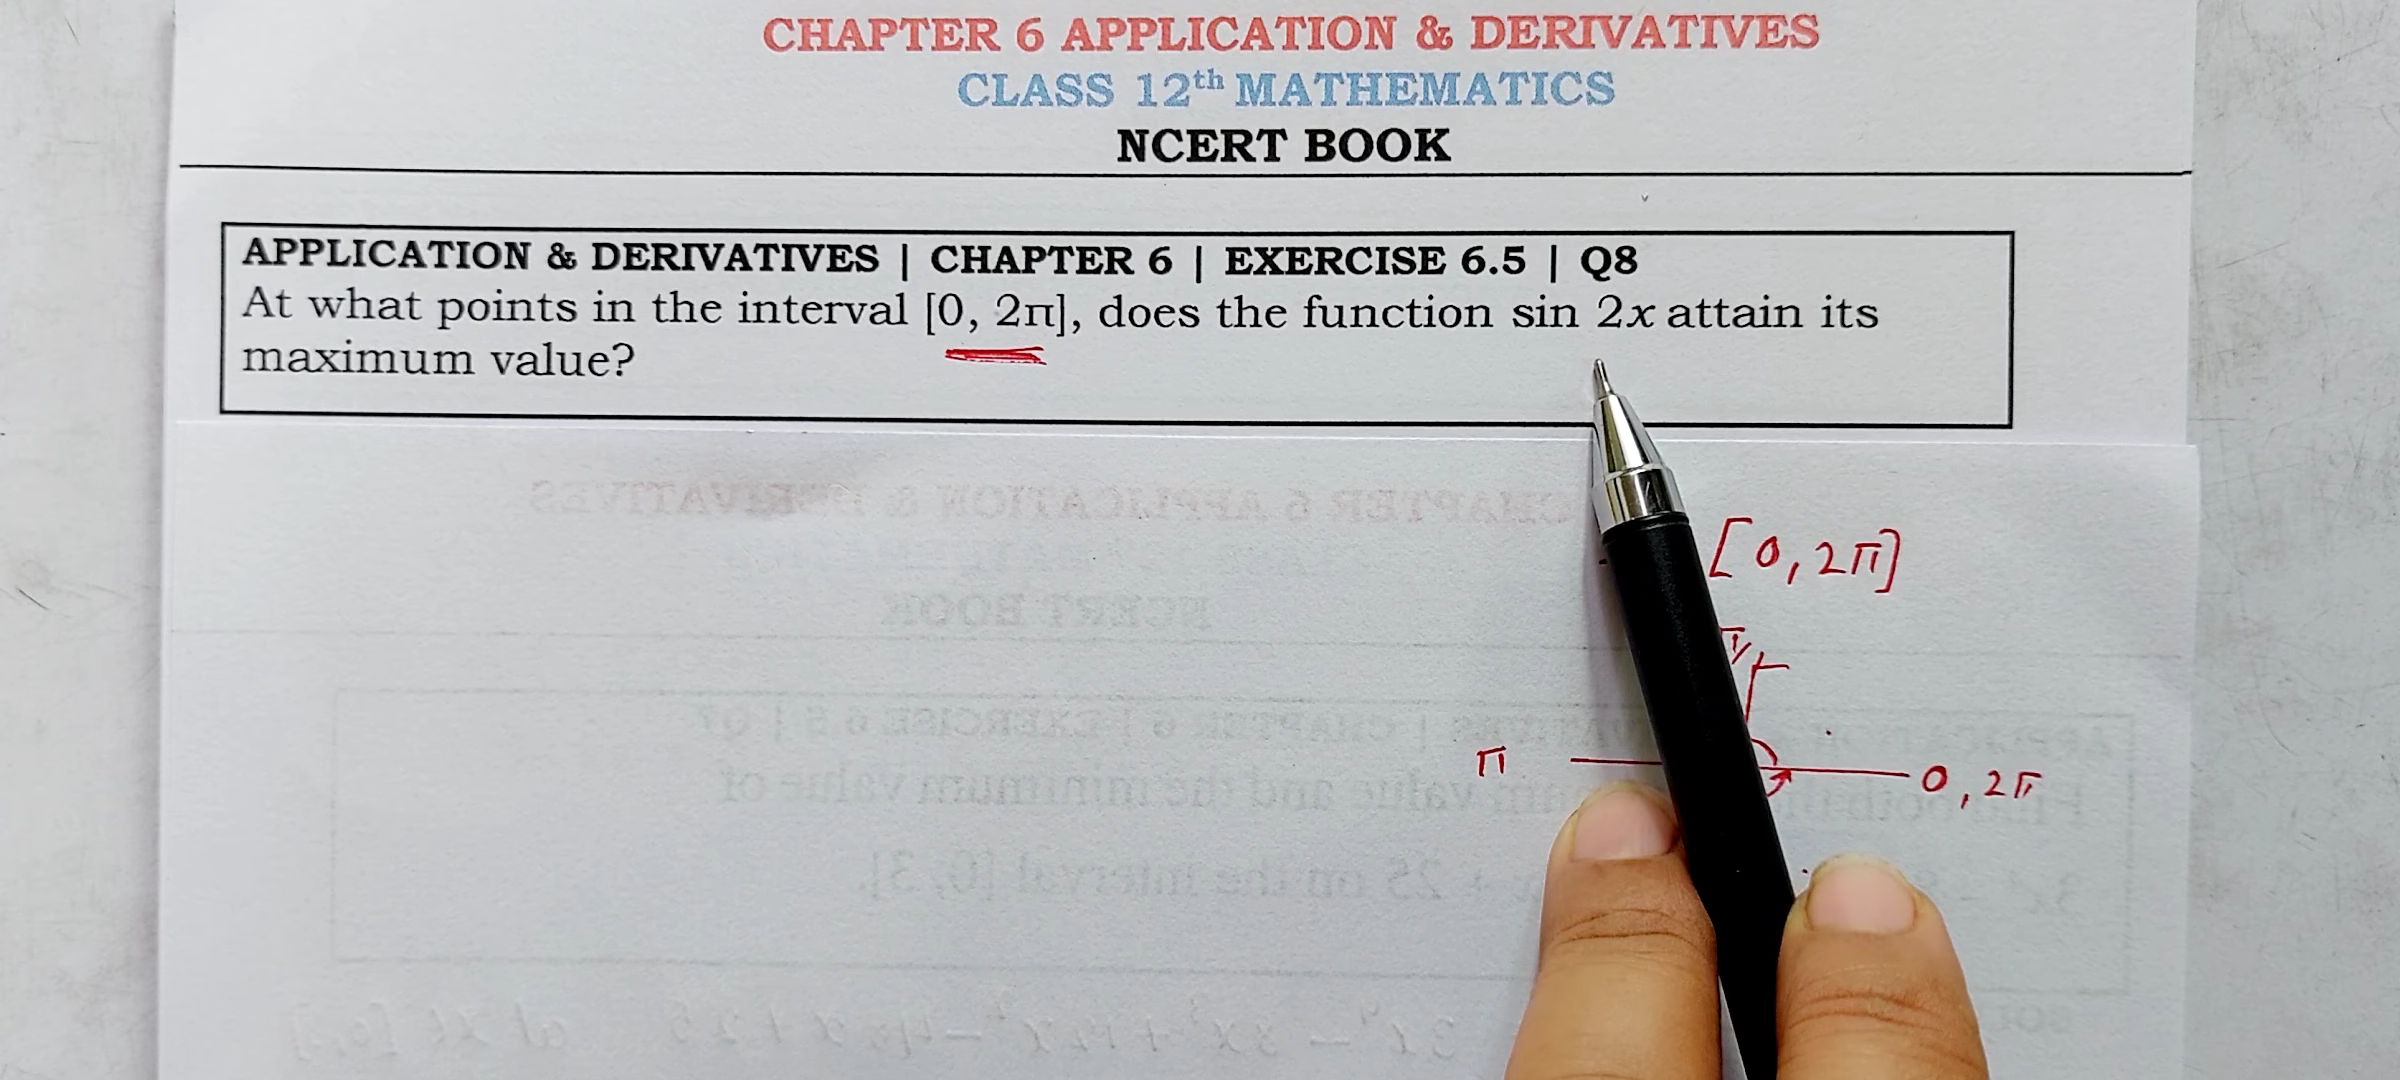 CHAPTER 6 APPLICATION & DERIVATIVES
CLASS 12th MATHEMATICS
NCERT BOOK
APPLICATION & DERIVATIVES | CHAPTER 6 | EXERCISE 6.5 | Q8
At what points in the interval [0, 2π], does the function sin 2x attain its
maximum value?
[0, 2π]
π
0, 2π